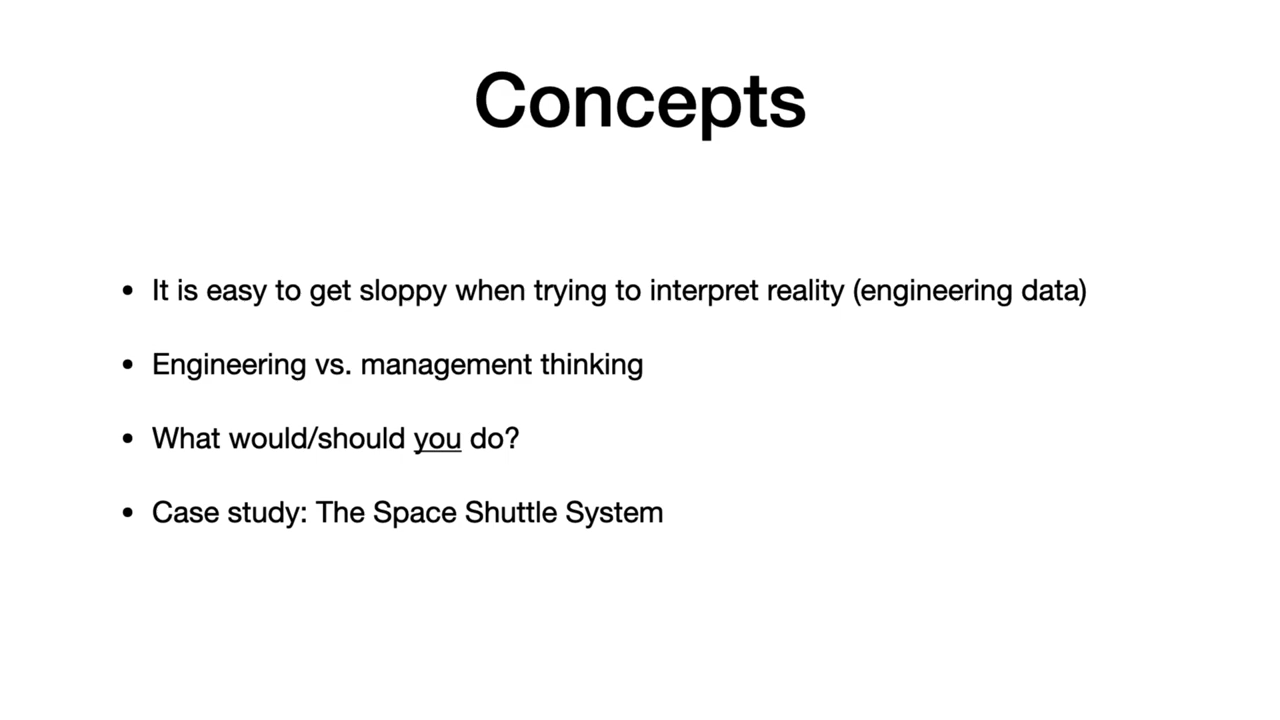 Concepts
• It is easy to get sloppy when trying to interpret reality (engineering data)
• Engineering vs. management thinking
• What would/should you do?
• Case study: The Space Shuttle System